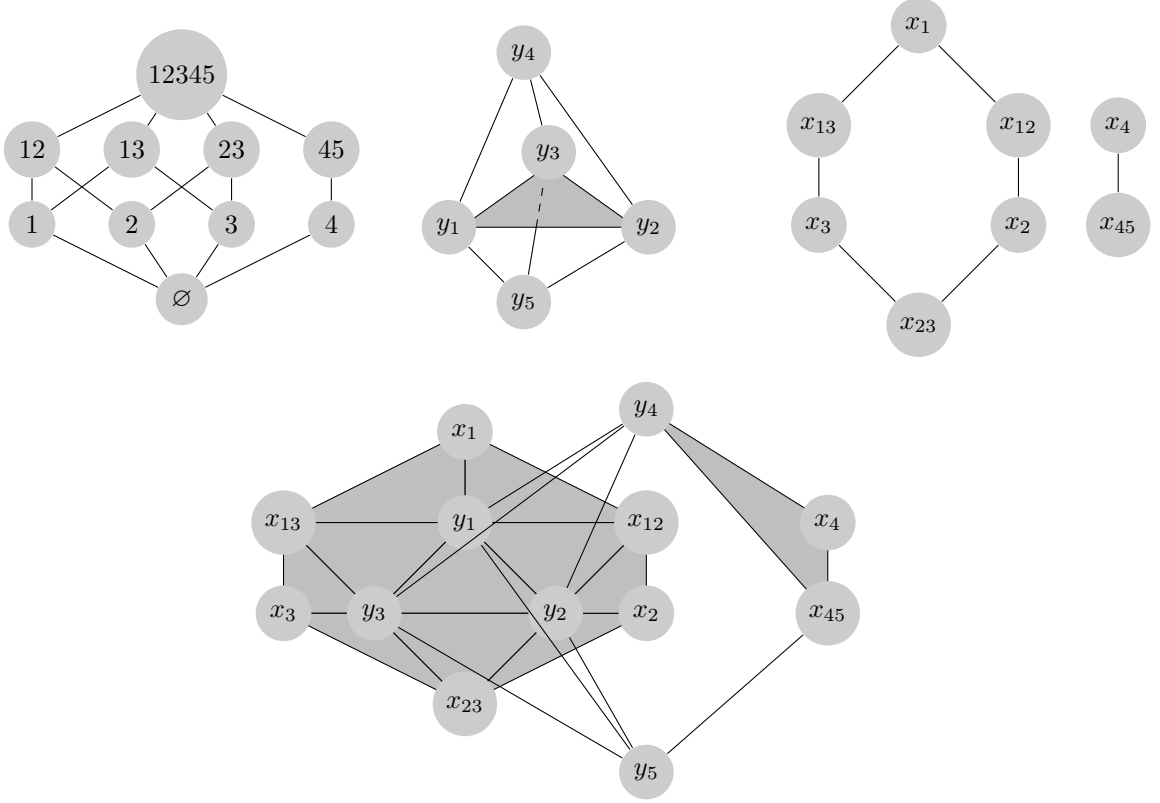 12345
12 13 23 45
1 2 3 4
∅
y₄
y₃
y₁ y₂
y₅
x₁
x₁₃ x₁₂
x₃ x₂
x₂₃
x₄
x₄₅
y₄
x₁
x₁₃ y₁ x₁₂ x₄
x₃ y₃ y₂ x₂ x₄₅
x₂₃
y₅